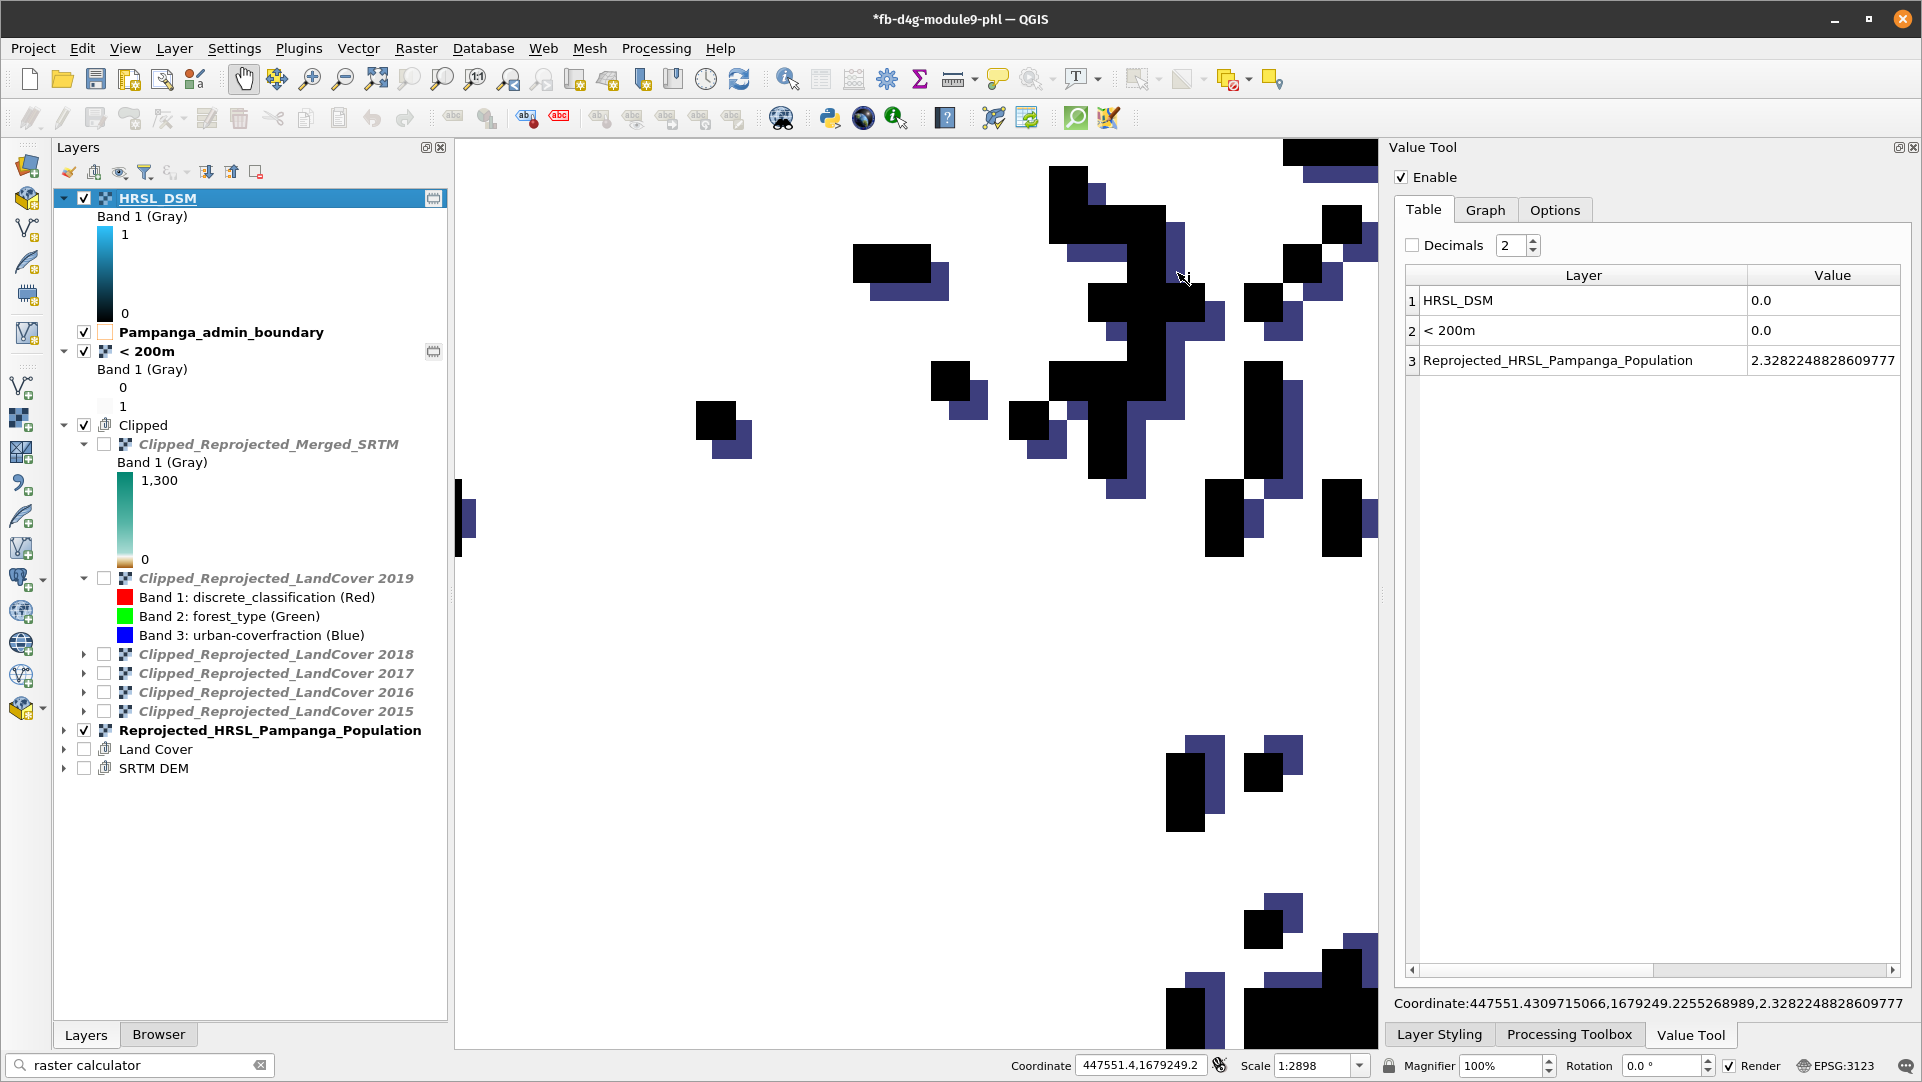 *fb-d4g-module9-phl — QGIS
Project Edit View Layer Settings Plugins Vector Raster Database Web Mesh Processing Help
Layers
HRSL_DSM
Band 1 (Gray)
1
0
Pampanga_admin_boundary
< 200m
Band 1 (Gray)
0
1
Clipped
Clipped_Reprojected_Merged_SRTM
Band 1 (Gray)
1,300
0
Clipped_Reprojected_LandCover 2019
Band 1: discrete_classification (Red)
Band 2: forest_type (Green)
Band 3: urban-coverfraction (Blue)
Clipped_Reprojected_LandCover 2018
Clipped_Reprojected_LandCover 2017
Clipped_Reprojected_LandCover 2016
Clipped_Reprojected_LandCover 2015
Reprojected_HRSL_Pampanga_Population
Land Cover
SRTM DEM
Layers Browser
Value Tool
Enable
Table Graph Options
Decimals 2
Layer Value
1 HRSL_DSM 0.0
2 < 200m 0.0
3 Reprojected_HRSL_Pampanga_Population 2.3282248828609777
Coordinate:447551.4309715066,1679249.2255268989,2.3282248828609777
Layer Styling Processing Toolbox Value Tool
raster calculator Coordinate 447551.4,1679249.2 Scale 1:2898 Magnifier 100% Rotation 0.0 ° Render EPSG:3123